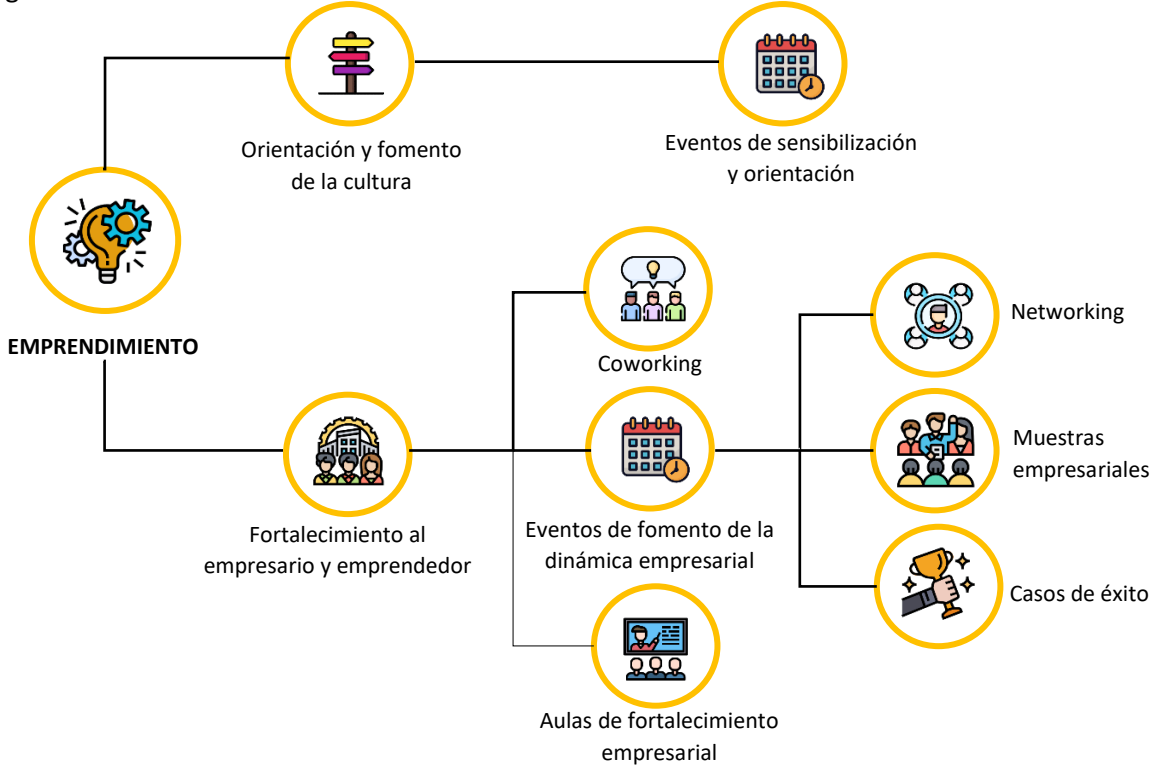 Orientación y fomento
de la cultura
Eventos de sensibilización
y orientación
EMPRENDIMIENTO
Coworking
Networking
Fortalecimiento al
empresario y emprendedor
Eventos de fomento de la
dinámica empresarial
Muestras
empresariales
Casos de éxito
Aulas de fortalecimiento
empresarial